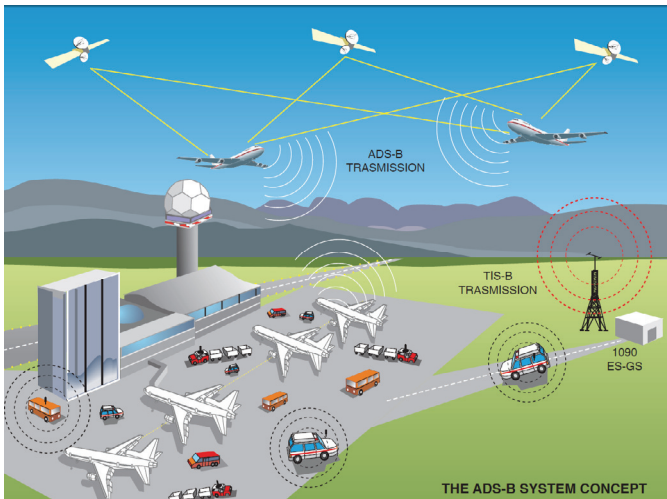 ADS-B
TRASMISSION
TIS-B
TRASMISSION
1090
ES-GS
THE ADS-B SYSTEM CONCEPT